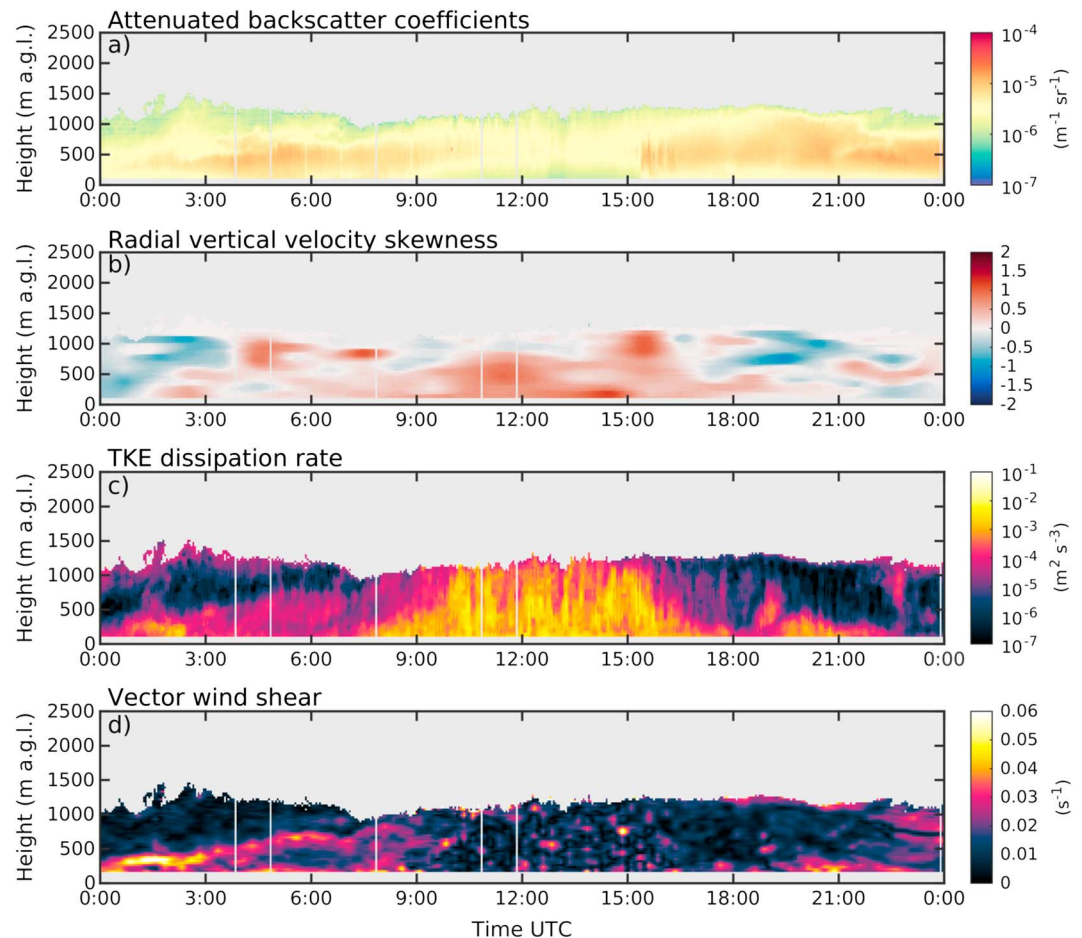 Attenuated backscatter coefficients
a)
Height (m a.g.l.)
2500
2000
1500
1000
500
0
0:00 3:00 6:00 9:00 12:00 15:00 18:00 21:00 0:00
10⁻⁴
10⁻⁵
10⁻⁶
10⁻⁷
(m⁻¹ sr⁻¹)
Radial vertical velocity skewness
b)
Height (m a.g.l.)
2500
2000
1500
1000
500
0
0:00 3:00 6:00 9:00 12:00 15:00 18:00 21:00 0:00
2
1.5
1
0.5
0
-0.5
-1
-1.5
-2
TKE dissipation rate
c)
Height (m a.g.l.)
2500
2000
1500
1000
500
0
0:00 3:00 6:00 9:00 12:00 15:00 18:00 21:00 0:00
10⁻¹
10⁻²
10⁻³
10⁻⁴
10⁻⁵
10⁻⁶
10⁻⁷
(m² s⁻³)
Vector wind shear
d)
Height (m a.g.l.)
2500
2000
1500
1000
500
0
0:00 3:00 6:00 9:00 12:00 15:00 18:00 21:00 0:00
0.06
0.05
0.04
0.03
0.02
0.01
0
(s⁻¹)
Time UTC